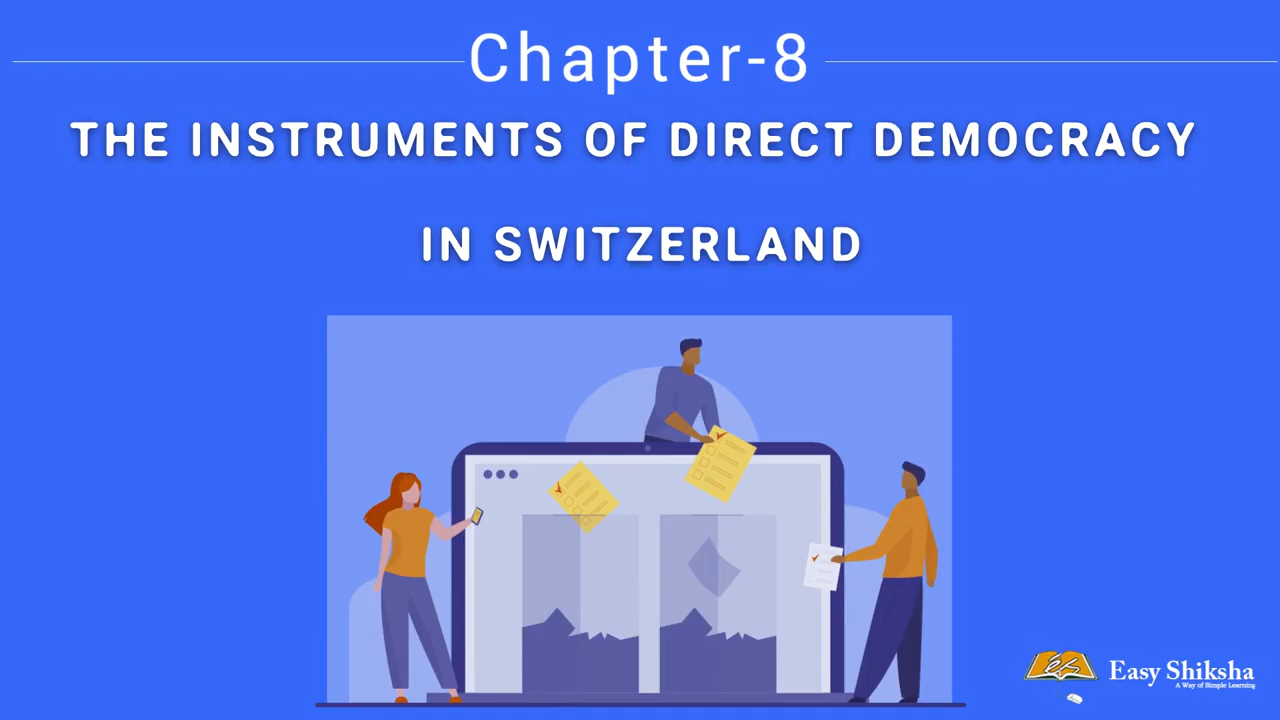 Chapter-8
THE INSTRUMENTS OF DIRECT DEMOCRACY
IN SWITZERLAND
Easy Shiksha
A Way of Simple Learning